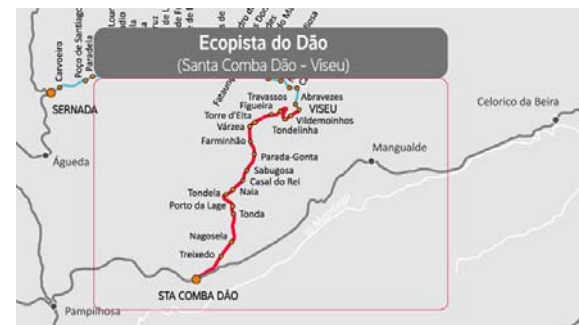 Ecopista do Dão
(Santa Comba Dão - Viseu)
Carvoeiro
Poço de Santiago
Paradela
SERNADA
Águeda
Travassos
Figueira
Torre d'Eita
Várzea
Farminhão
Abravezes
VISEU
Vildemoinhos
Tondelinha
Parada-Gonta
Sabugosa
Casal do Rei
Naia
Tondela
Porto da Lage
Tonda
Nagosela
Treixedo
STA COMBA DÃO
Mangualde
Celorico da Beira
Pampilhosa